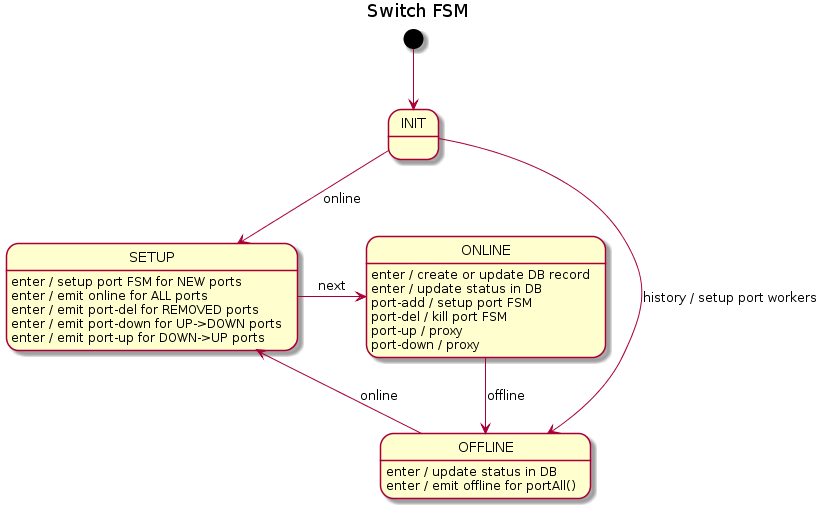 Switch FSM
INIT
online
SETUP
enter / setup port FSM for NEW ports
enter / emit online for ALL ports
enter / emit port-del for REMOVED ports
enter / emit port-down for UP->DOWN ports
enter / emit port-up for DOWN->UP ports
next
ONLINE
enter / create or update DB record
enter / update status in DB
port-add / setup port FSM
port-del / kill port FSM
port-up / proxy
port-down / proxy
history / setup port workers
online
offline
OFFLINE
enter / update status in DB
enter / emit offline for portAll()